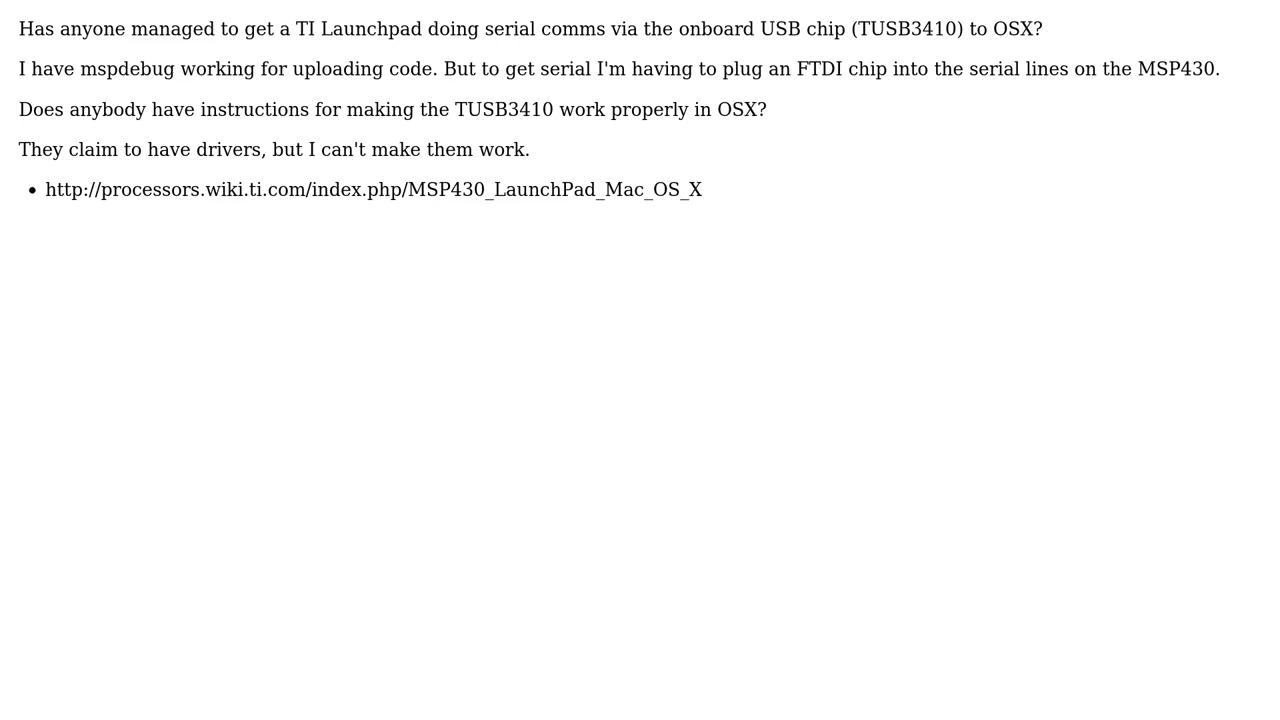 Has anyone managed to get a TI Launchpad doing serial comms via the onboard USB chip (TUSB3410) to OSX?
I have mspdebug working for uploading code. But to get serial I'm having to plug an FTDI chip into the serial lines on the MSP430.
Does anybody have instructions for making the TUSB3410 work properly in OSX?
They claim to have drivers, but I can't make them work.
• http://processors.wiki.ti.com/index.php/MSP430_LaunchPad_Mac_OS_X